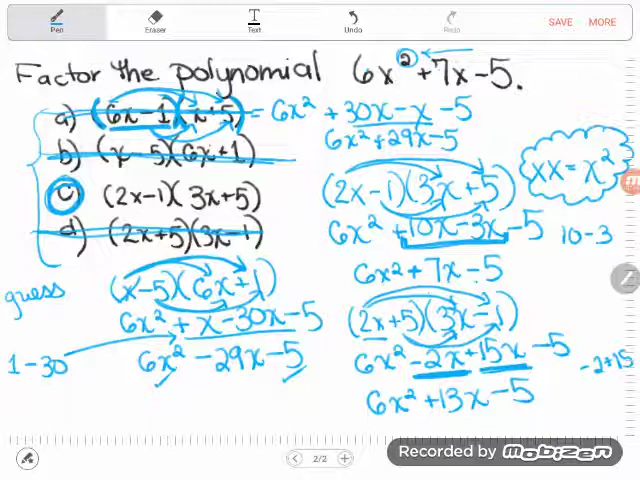 Pen
Eraser
Text
Undo
Redo
SAVE
MORE
Factor the polynomial 6x² + 7x - 5.
a) (6x - 1)(x + 5) = 6x² + 30x - x - 5
6x² + 29x - 5
b) (x - 5)(6x + 1)
xx = x²
(2x - 1)(3x + 5)
c) (2x - 1)(3x + 5)
6x² + 10x - 3x - 5
10 - 3
d) (2x + 5)(3x - 1)
6x² + 7x - 5
guess
(x - 5)(6x + 1)
6x² + x - 30x - 5
(2x + 5)(3x - 1)
1 - 30
6x² - 29x - 5
6x² - 2x + 15x - 5
-2 + 15
6x² + 13x - 5
2/2
Recorded by mobizen